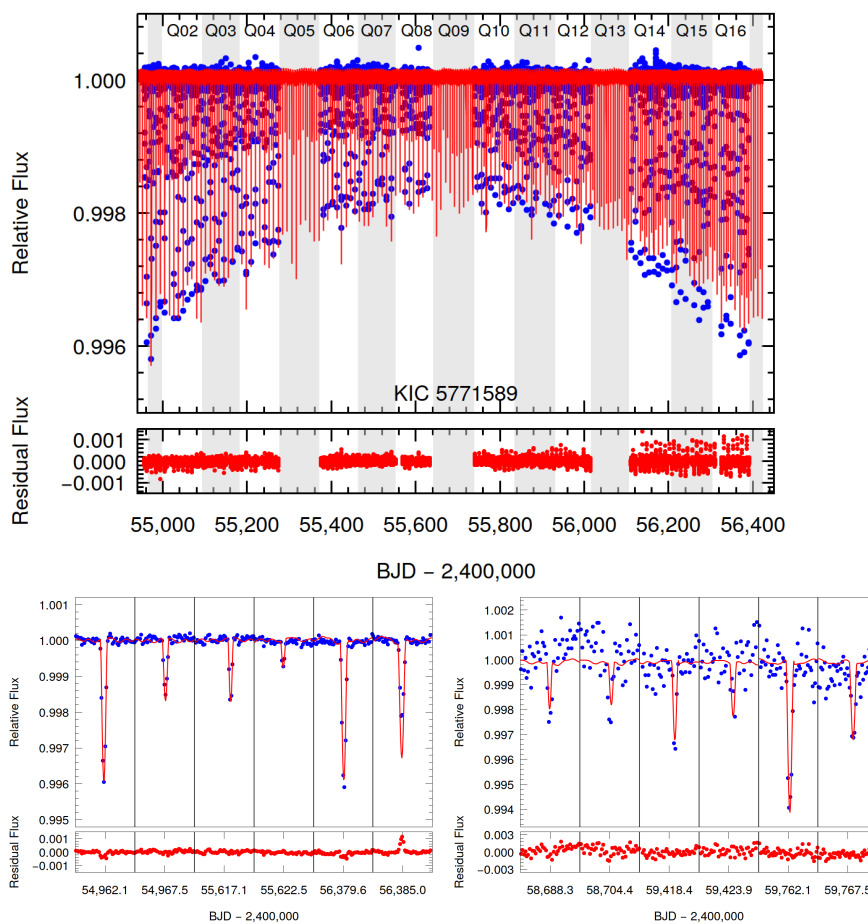 Q02 Q03 Q04 Q05 Q06 Q07 Q08 Q09 Q10 Q11 Q12 Q13 Q14 Q15 Q16
1.000
0.998
0.996
Relative Flux
KIC 5771589
0.001
0.000
−0.001
Residual Flux
55,000 55,200 55,400 55,600 55,800 56,000 56,200 56,400
BJD − 2,400,000
1.001
1.000
0.999
0.998
0.997
0.996
0.995
Relative Flux
0.001
0.000
-0.001
Residual Flux
54,962.1 54,967.5 55,617.1 55,622.5 56,379.6 56,385.0
BJD − 2,400,000
1.002
1.001
1.000
0.999
0.998
0.997
0.996
0.995
0.994
Relative Flux
0.003
0.000
-0.003
Residual Flux
58,688.3 58,704.4 59,418.4 59,423.9 59,762.1 59,767.5
BJD − 2,400,000